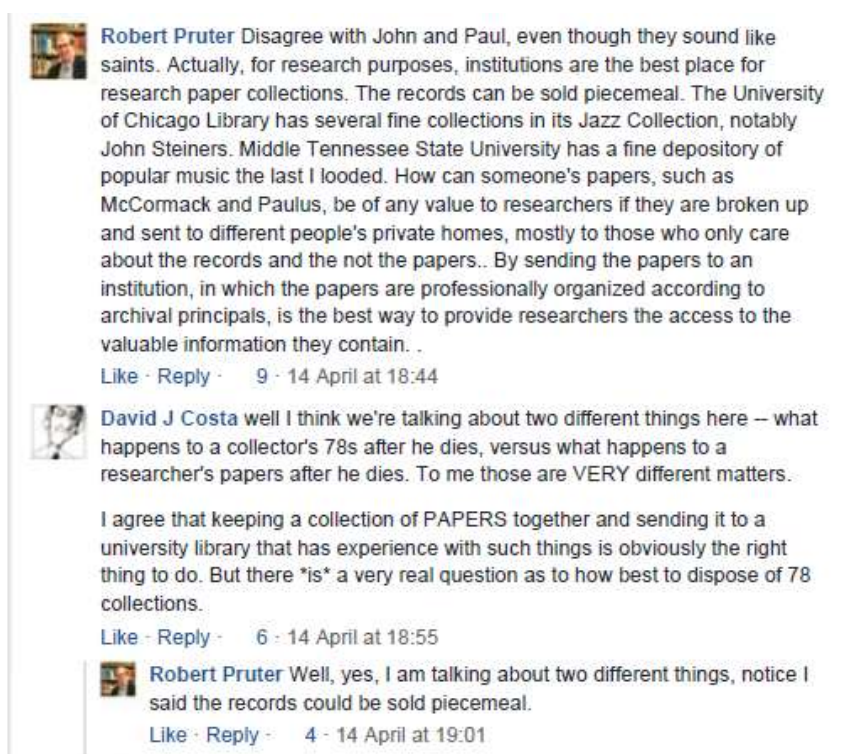 Robert Pruter Disagree with John and Paul, even though they sound like
saints. Actually, for research purposes, institutions are the best place for
research paper collections. The records can be sold piecemeal. The University
of Chicago Library has several fine collections in its Jazz Collection, notably
John Steiners. Middle Tennessee State University has a fine depository of
popular music the last I looded. How can someone's papers, such as
McCormack and Paulus, be of any value to researchers if they are broken up
and sent to different people's private homes, mostly to those who only care
about the records and the not the papers.. By sending the papers to an
institution, in which the papers are professionally organized according to
archival principals, is the best way to provide researchers the access to the
valuable information they contain. .
Like · Reply · 9 · 14 April at 18:44
David J Costa well I think we're talking about two different things here -- what
happens to a collector's 78s after he dies, versus what happens to a
researcher's papers after he dies. To me those are VERY different matters.
I agree that keeping a collection of PAPERS together and sending it to a
university library that has experience with such things is obviously the right
thing to do. But there *is* a very real question as to how best to dispose of 78
collections.
Like · Reply · 6 · 14 April at 18:55
Robert Pruter Well, yes, I am talking about two different things, notice I
said the records could be sold piecemeal.
Like · Reply · 4 · 14 April at 19:01